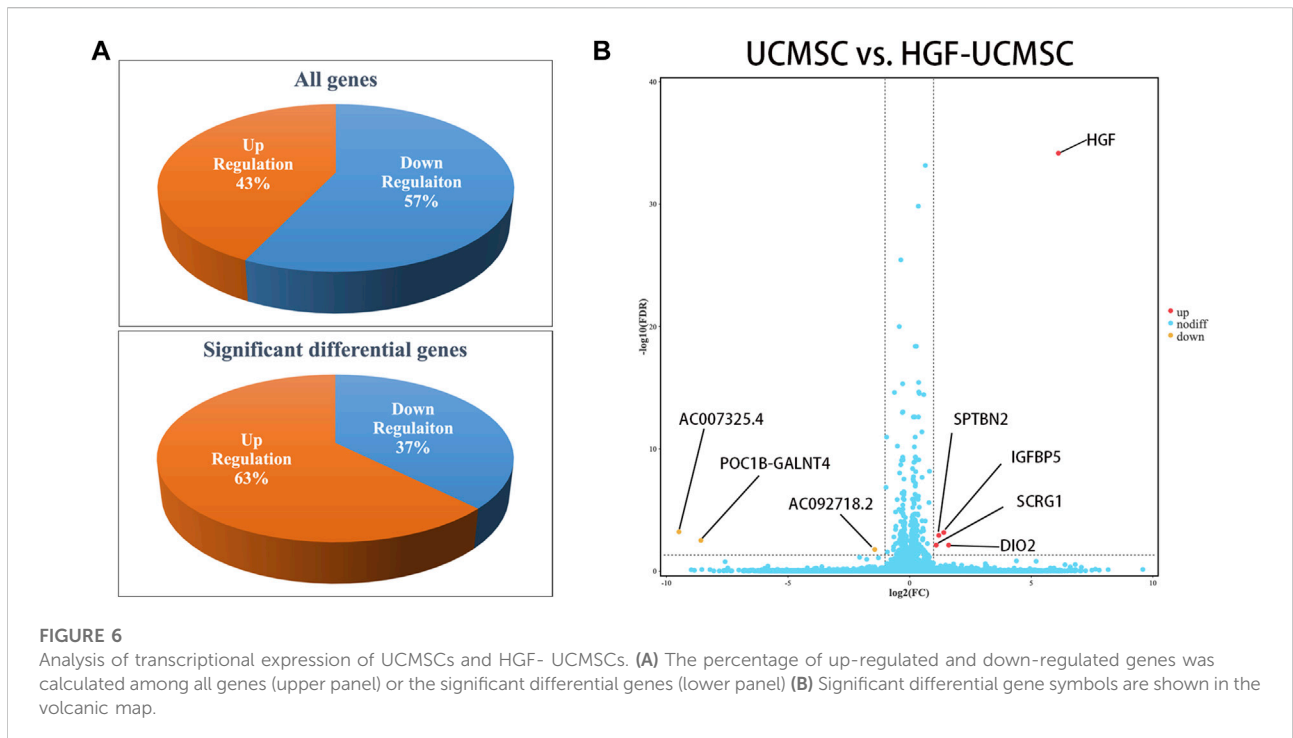 A
All genes
Up
Regulation
43%
Down
Regulaiton
57%
Significant differential genes
Up
Regulation
63%
Down
Regulaiton
37%
B
UCMSC vs. HGF-UCMSC
40
30
20
10
0
-log10(FDR)
-10
-5
0
5
10
log2(FC)
HGF
AC007325.4
POC1B-GALNT4
AC092718.2
SPTBN2
IGFBP5
SCRG1
DIO2
up
nodiff
down
FIGURE 6
Analysis of transcriptional expression of UCMSCs and HGF- UCMSCs. (A) The percentage of up-regulated and down-regulated genes was
calculated among all genes (upper panel) or the significant differential genes (lower panel) (B) Significant differential gene symbols are shown in the
volcanic map.